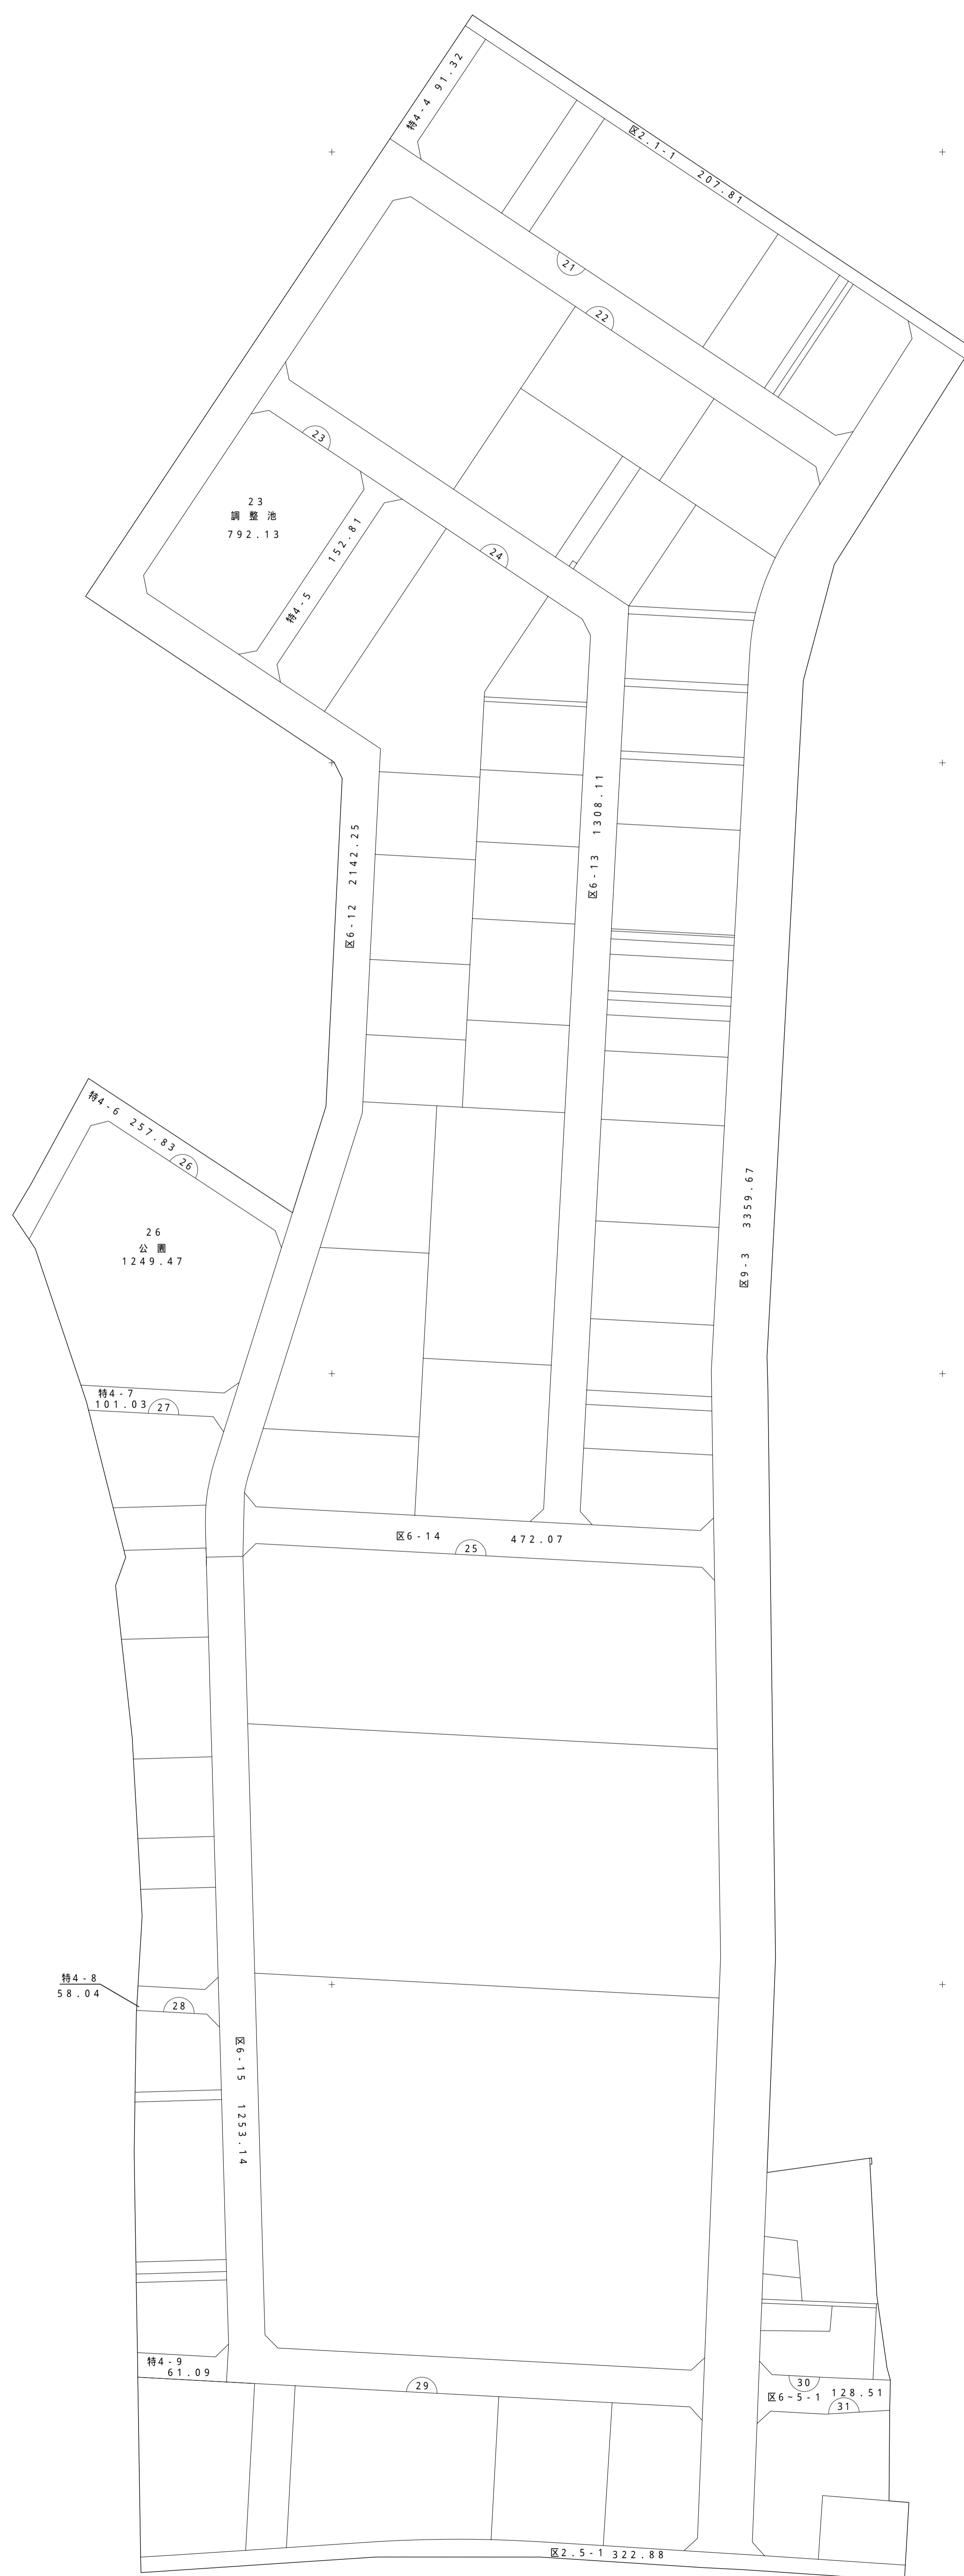 特4-4 91.32
区2.1-1 207.81
21
22
23
23
調整池
792.13
特4-5 152.81
24
区6-13 1308.11
区6-12 2142.25
特4-6 257.83
26
26
公園
1249.47
区9-3 3359.67
特4-7
101.03
27
区6-14 472.07
25
特4-8
58.04
28
区6-15 1253.14
特4-9
61.09
29
30
区6~5-1 128.51
31
区2.5-1 322.88